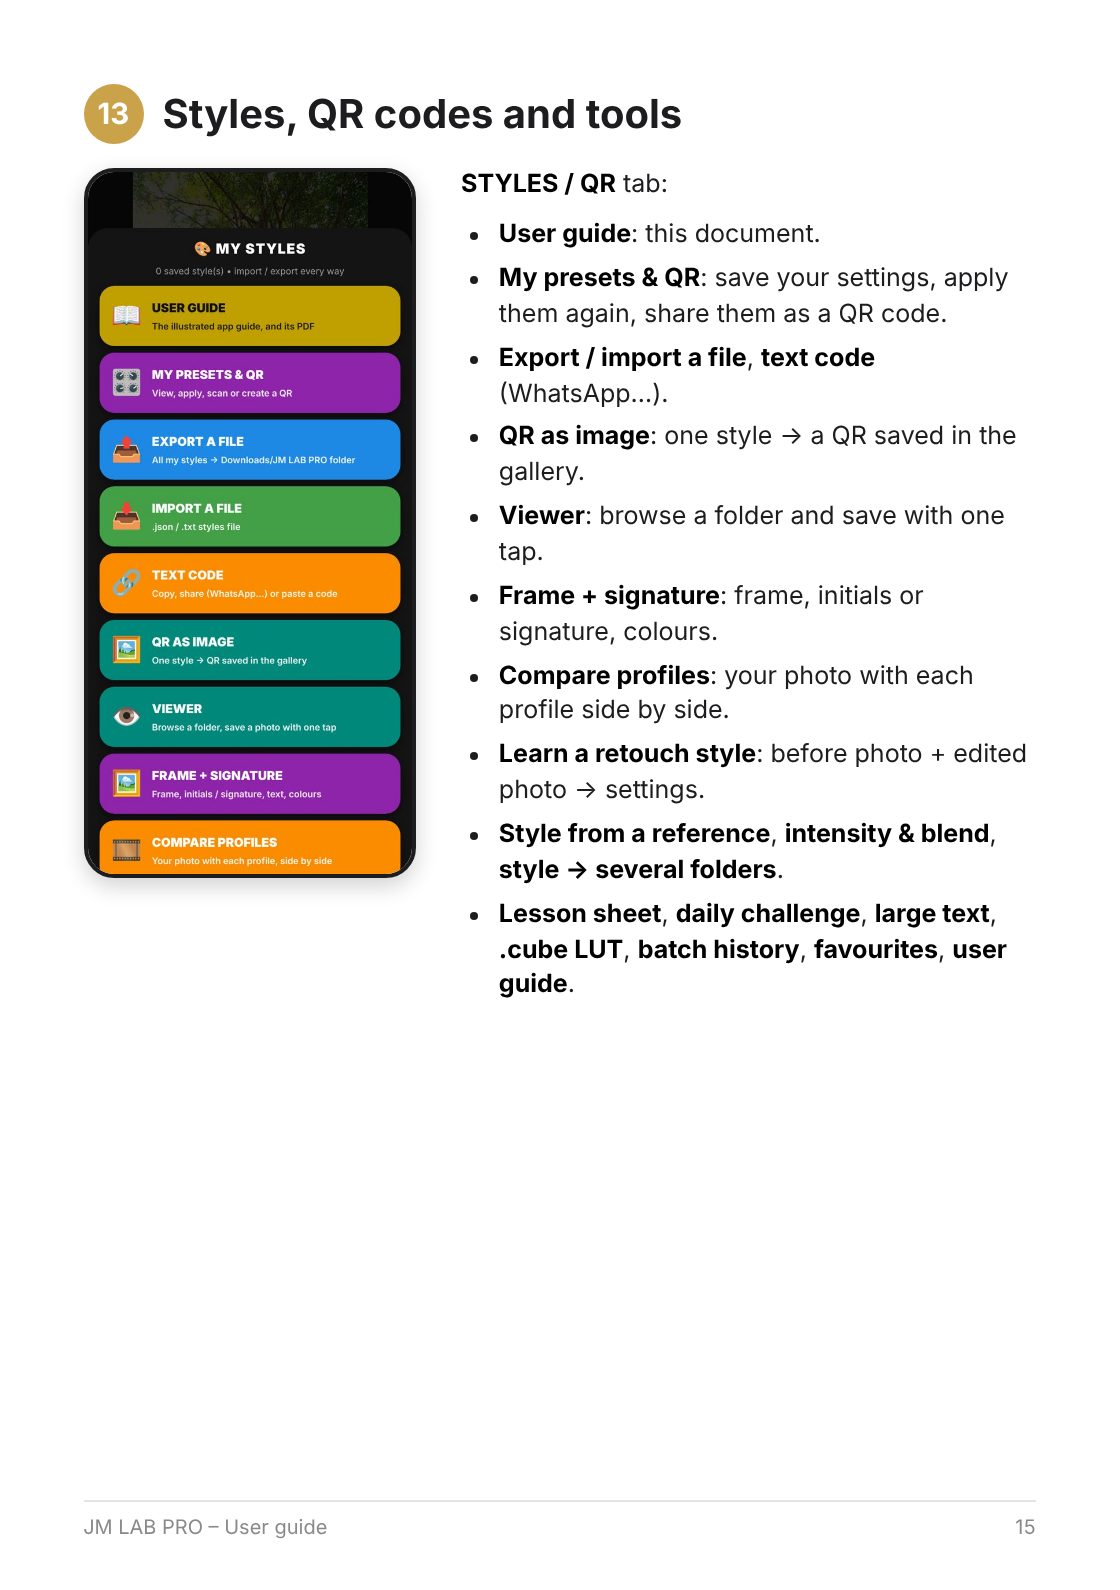 13 Styles, QR codes and tools
🎨 MY STYLES
0 saved style(s) • import / export every way
USER GUIDE
The illustrated app guide, and its PDF
MY PRESETS & QR
View, apply, scan or create a QR
EXPORT A FILE
All my styles → Downloads/JM LAB PRO folder
IMPORT A FILE
.json / .txt styles file
TEXT CODE
Copy, share (WhatsApp...) or paste a code
QR AS IMAGE
One style → QR saved in the gallery
VIEWER
Browse a folder, save a photo with one tap
FRAME + SIGNATURE
Frame, initials / signature, text, colours
COMPARE PROFILES
Your photo with each profile, side by side
STYLES / QR tab:
• User guide: this document.
• My presets & QR: save your settings, apply
them again, share them as a QR code.
• Export / import a file, text code
(WhatsApp...).
• QR as image: one style → a QR saved in the
gallery.
• Viewer: browse a folder and save with one
tap.
• Frame + signature: frame, initials or
signature, colours.
• Compare profiles: your photo with each
profile side by side.
• Learn a retouch style: before photo + edited
photo → settings.
• Style from a reference, intensity & blend,
style → several folders.
• Lesson sheet, daily challenge, large text,
.cube LUT, batch history, favourites, user
guide.
JM LAB PRO – User guide
15